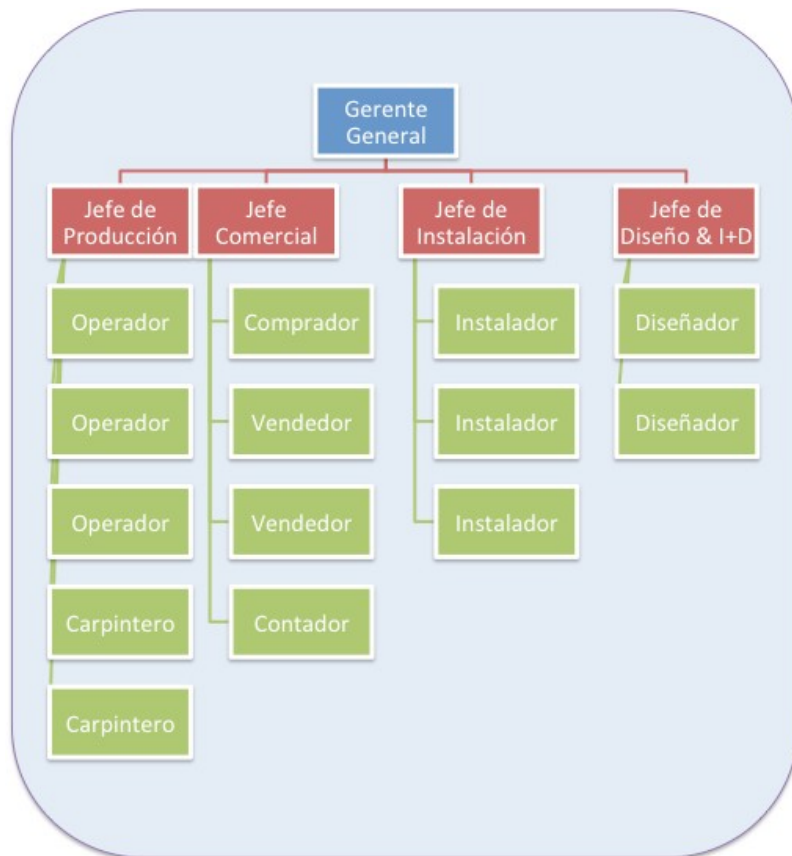 Gerente
General
Jefe de
Producción
Jefe
Comercial
Jefe de
Instalación
Jefe de
Diseño & I+D
Operador
Comprador
Instalador
Diseñador
Operador
Vendedor
Instalador
Diseñador
Operador
Vendedor
Instalador
Carpintero
Contador
Carpintero